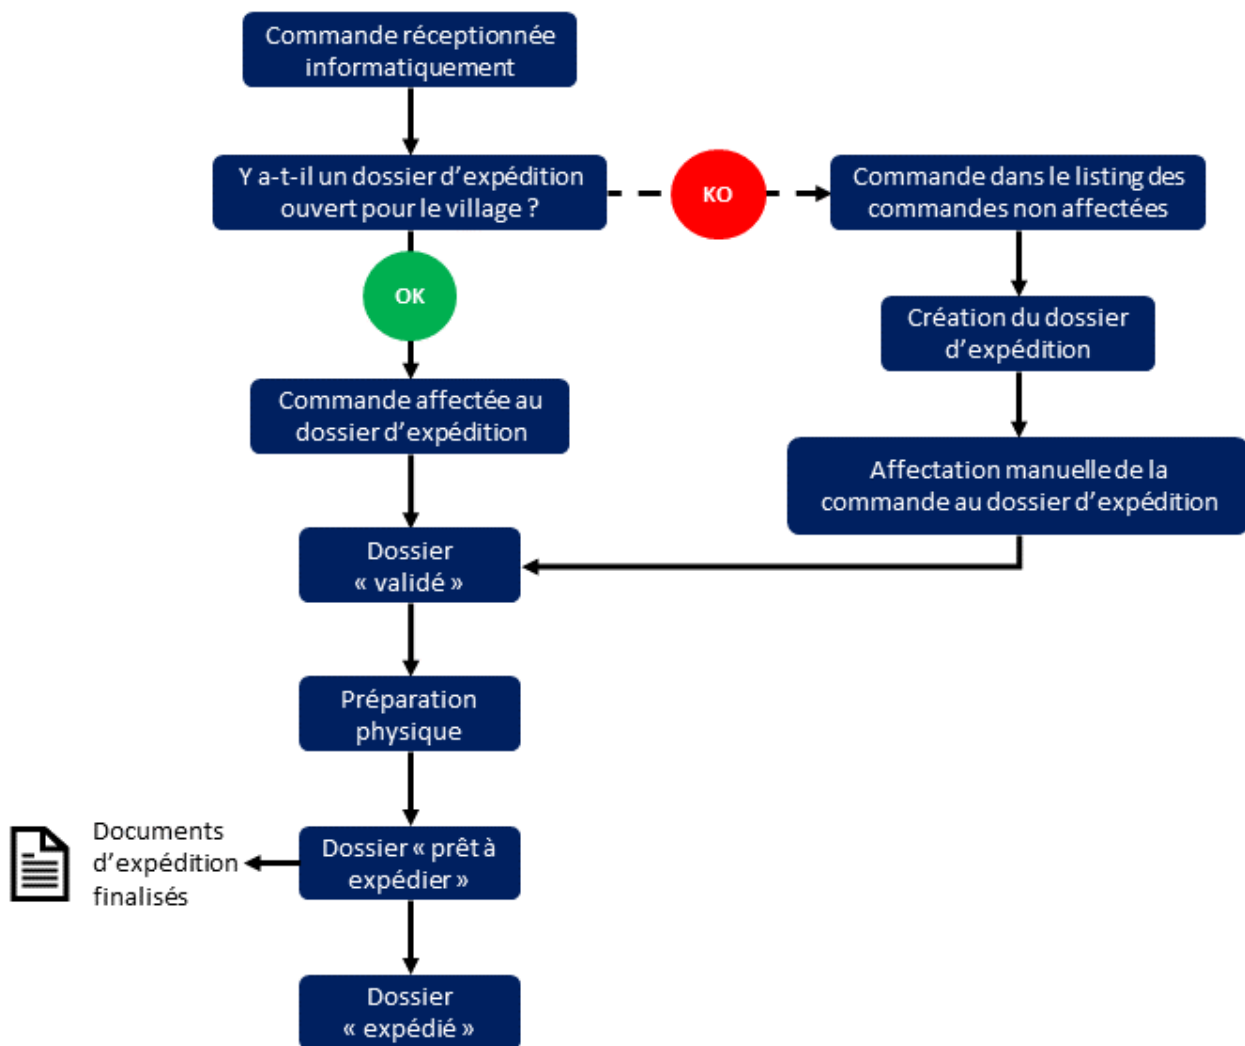 Commande réceptionnée
informatiquement
Y a-t-il un dossier d’expédition
ouvert pour le village ?
KO
Commande dans le listing des
commandes non affectées
OK
Création du dossier
d’expédition
Commande affectée au
dossier d’expédition
Affectation manuelle de la
commande au dossier d’expédition
Dossier
« validé »
Préparation
physique
Documents
d’expédition
finalisés
Dossier « prêt à
expédier »
Dossier
« expédié »